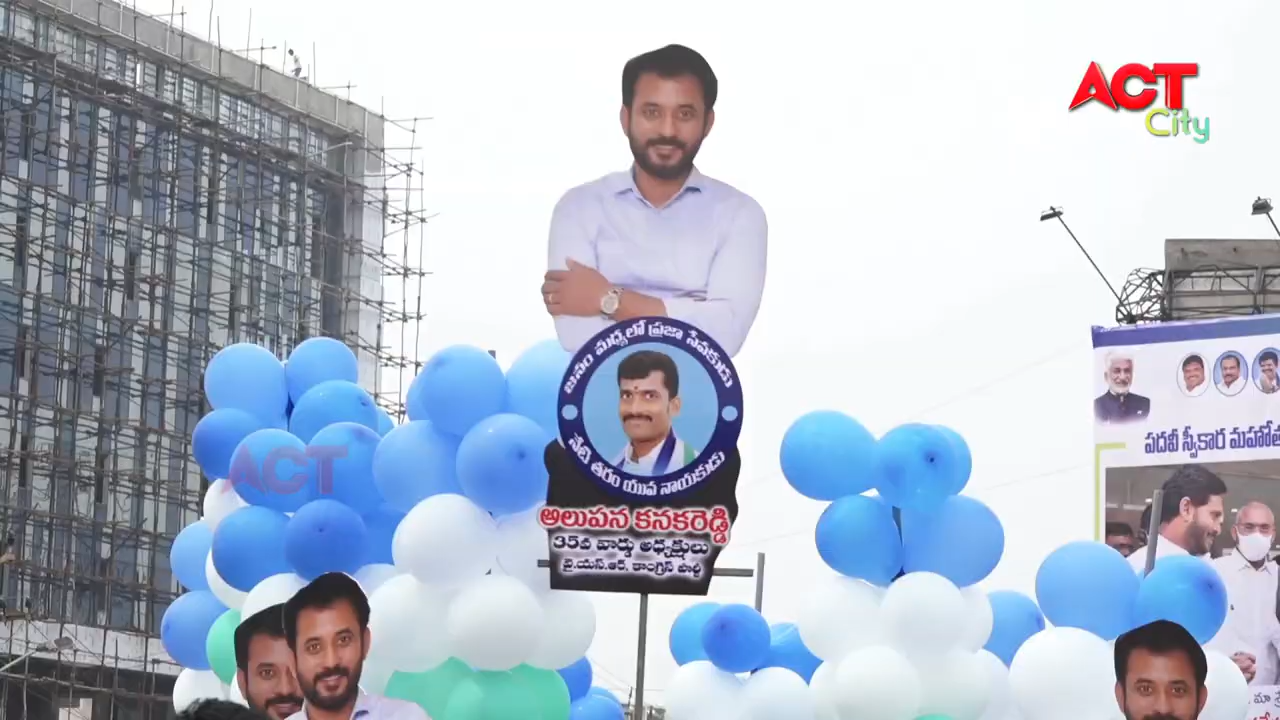 ACT
City
జనం మధ్యలో ప్రజా సేవకుడు
నేటి తరం యువ నాయకుడు
అలుపన కనకరెడ్డి
35వ వార్డు అధ్యక్షులు
వై.యస్.ఆర్. కాంగ్రెస్ పార్టీ
ACT
పదవీ స్వీకార